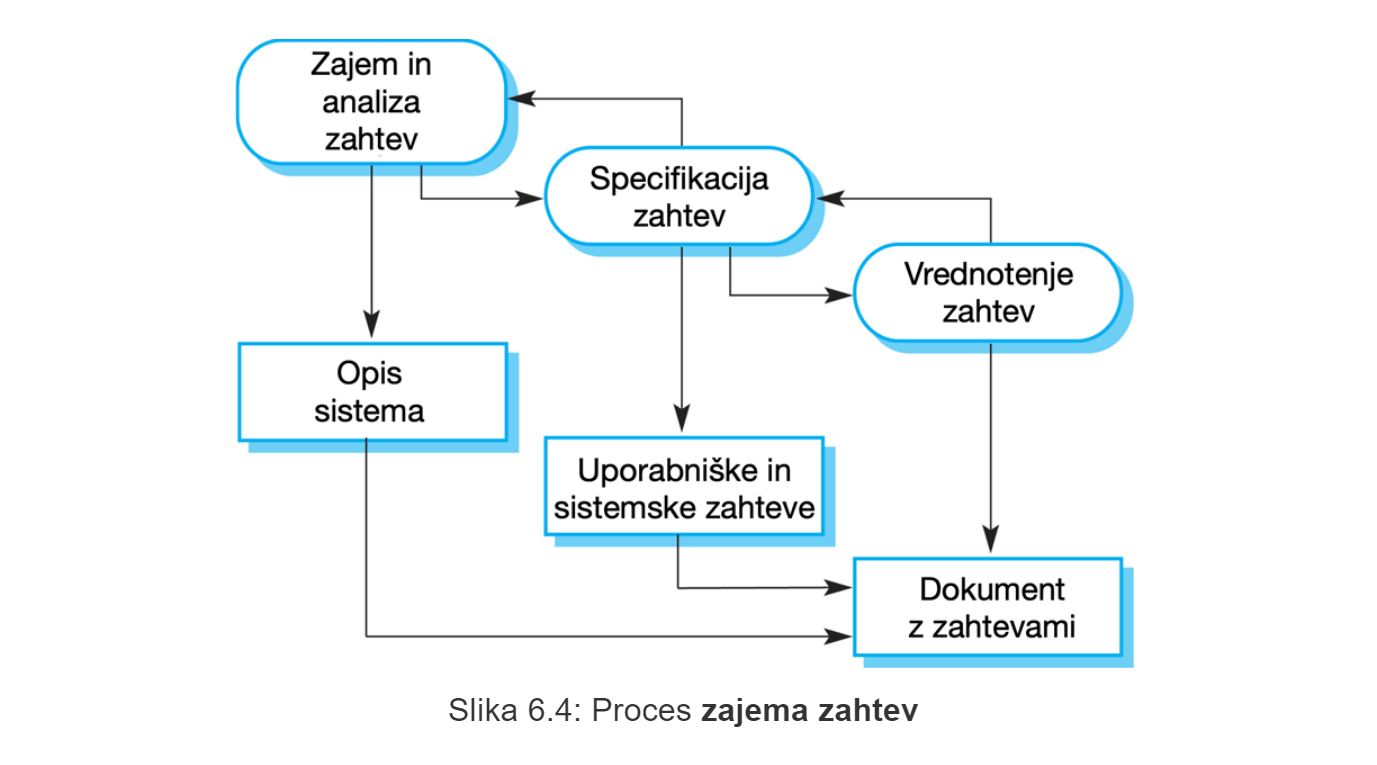 Zajem in
analiza
zahtev
Specifikacija
zahtev
Vrednotenje
zahtev
Opis
sistema
Uporabniške in
sistemske zahteve
Dokument
z zahtevami
Slika 6.4: Proces zajema zahtev